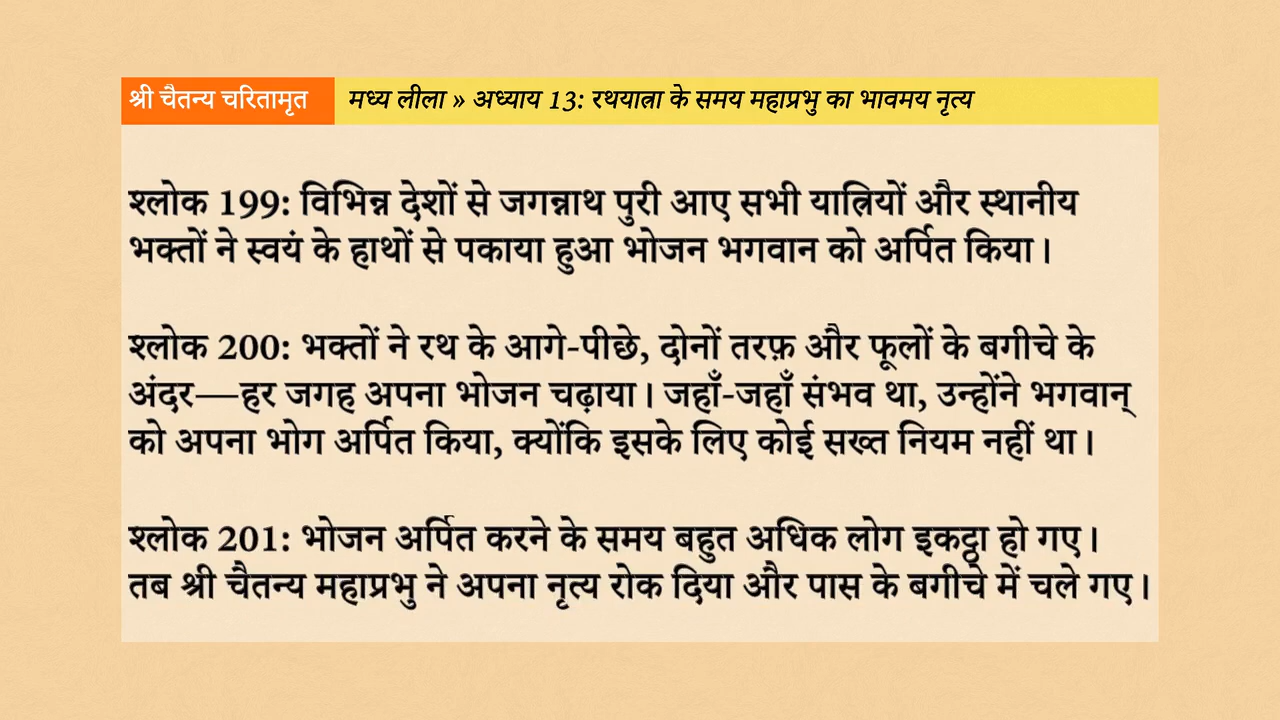 श्री चैतन्य चरितामृत
मध्य लीला » अध्याय 13: रथयात्रा के समय महाप्रभु का भावमय नृत्य
श्लोक 199: विभिन्न देशों से जगन्नाथ पुरी आए सभी यात्रियों और स्थानीय
भक्तों ने स्वयं के हाथों से पकाया हुआ भोजन भगवान को अर्पित किया।
श्लोक 200: भक्तों ने रथ के आगे-पीछे, दोनों तरफ़ और फूलों के बगीचे के
अंदर—हर जगह अपना भोजन चढ़ाया। जहाँ-जहाँ संभव था, उन्होंने भगवान्
को अपना भोग अर्पित किया, क्योंकि इसके लिए कोई सख्त नियम नहीं था।
श्लोक 201: भोजन अर्पित करने के समय बहुत अधिक लोग इकट्ठा हो गए।
तब श्री चैतन्य महाप्रभु ने अपना नृत्य रोक दिया और पास के बगीचे में चले गए।